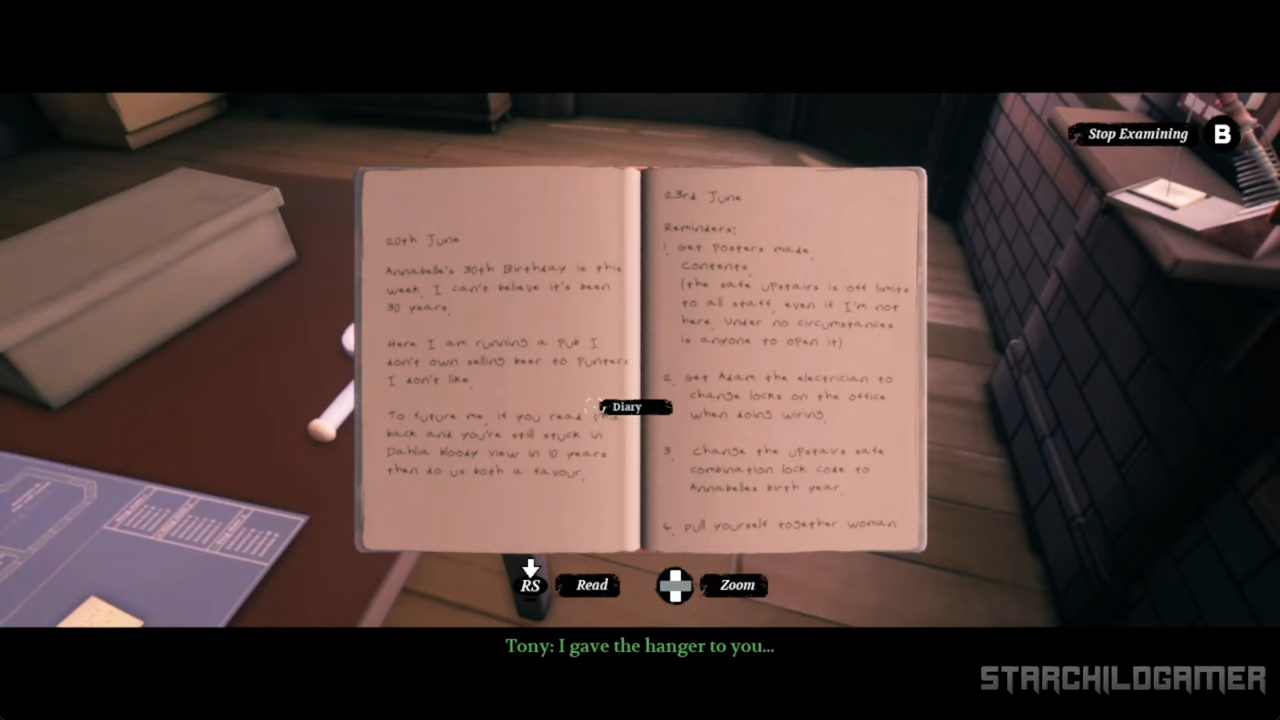 Stop Examining B
20th June
Annabelle's 30th Birthday is this
week. I can't believe it's been
30 years.
Here I am running a pub I
don't own selling beer to punters
I don't like.
To future me, if you read this
back and you're still stuck in
Dahlia bloody view in 10 years
then do us both a favour.
23rd June
Reminders:
1. Get Posters made.
Contents.
(the safe upstairs is off limits
to all staff, even if I'm not
here. Under no circumstances
is anyone to open it)
2. Get Adam the electrician to
change locks on the office
when doing wiring.
3. Change the upstairs safe
combination lock code to
Annabelles birth year.
4. Pull yourself together woman
Diary
RS Read
Zoom
Tony: I gave the hanger to you...
STARCHILDGAMER